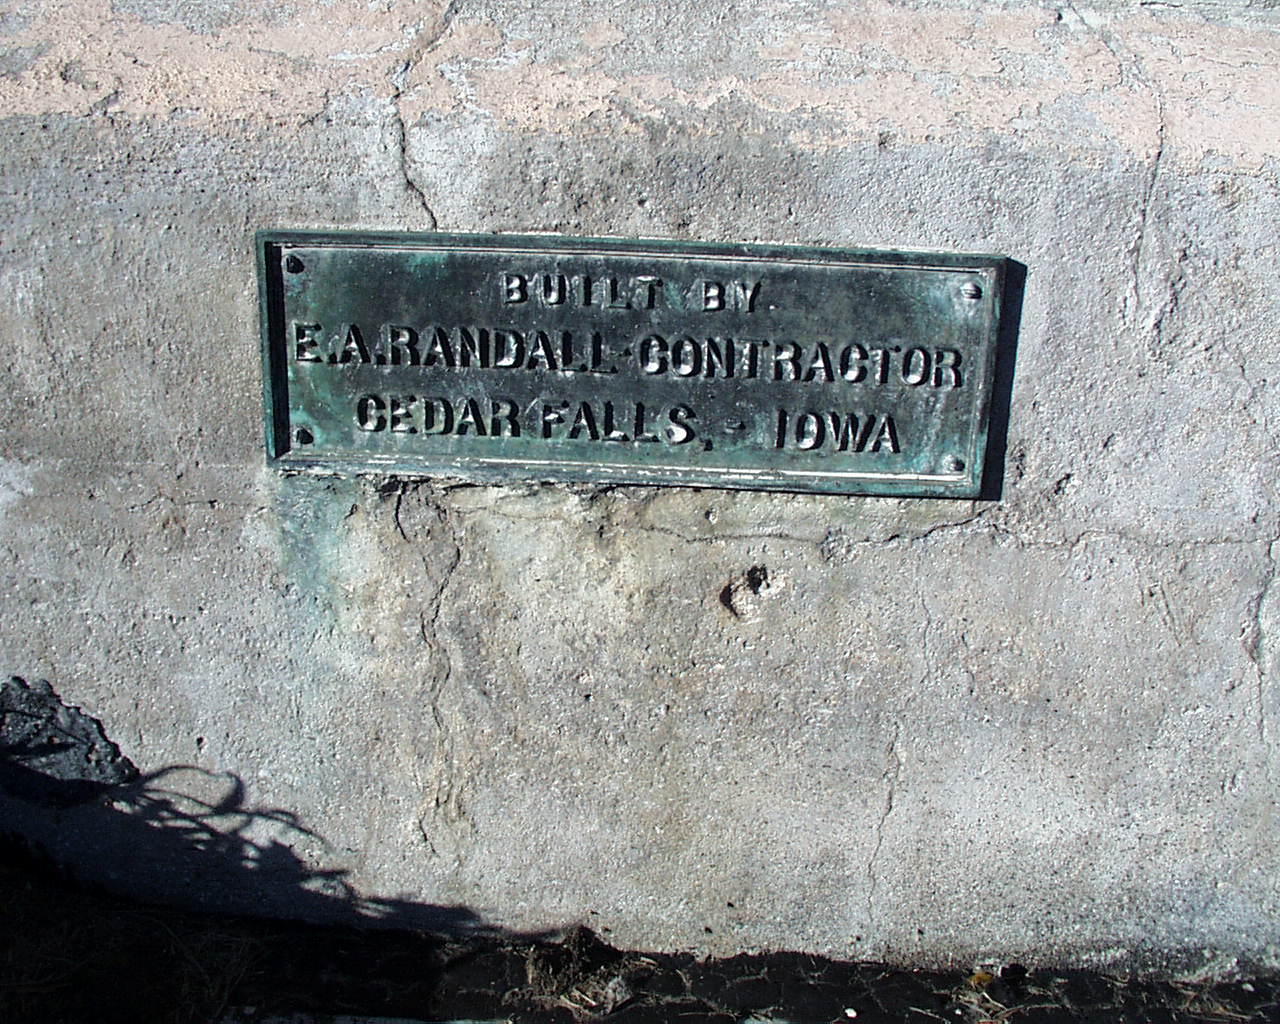 BUILT BY
E.A. RANDALL - CONTRACTOR
CEDAR FALLS, - IOWA